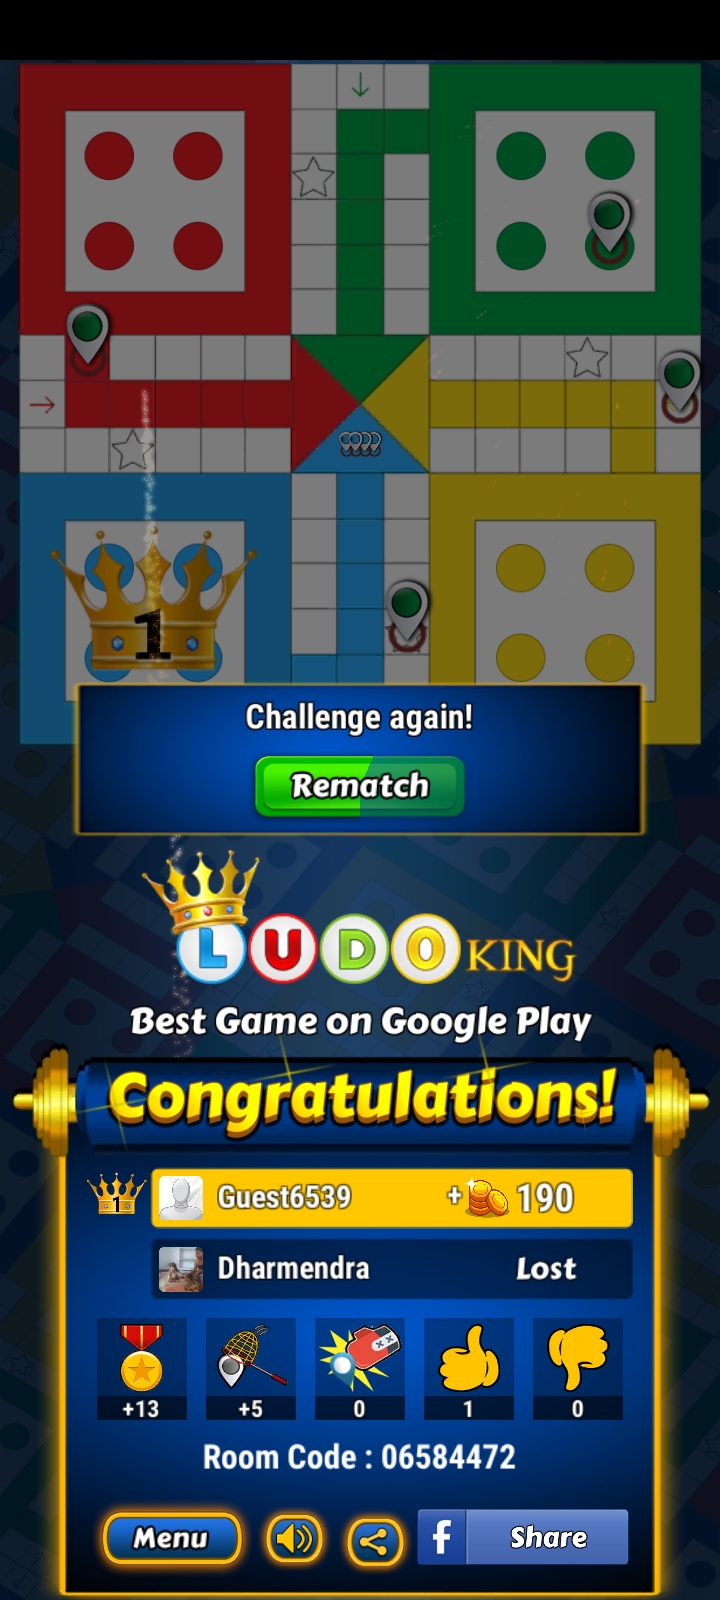 1
Challenge again!
Rematch
LUDO KING
Best Game on Google Play
Congratulations!
1 Guest6539 + 190
Dharmendra Lost
+13 +5 0 1 0
Room Code : 06584472
Menu f Share